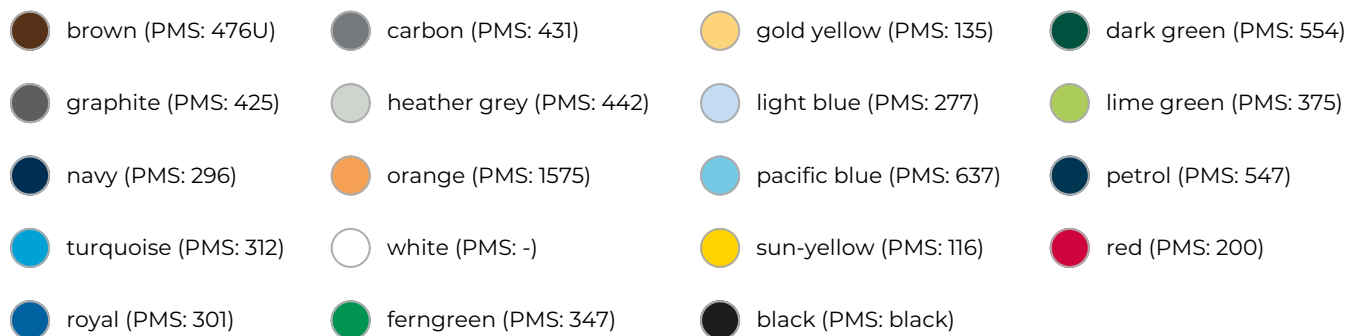 brown (PMS: 476U)
carbon (PMS: 431)
gold yellow (PMS: 135)
dark green (PMS: 554)
graphite (PMS: 425)
heather grey (PMS: 442)
light blue (PMS: 277)
lime green (PMS: 375)
navy (PMS: 296)
orange (PMS: 1575)
pacific blue (PMS: 637)
petrol (PMS: 547)
turquoise (PMS: 312)
white (PMS: -)
sun-yellow (PMS: 116)
red (PMS: 200)
royal (PMS: 301)
ferngreen (PMS: 347)
black (PMS: black)